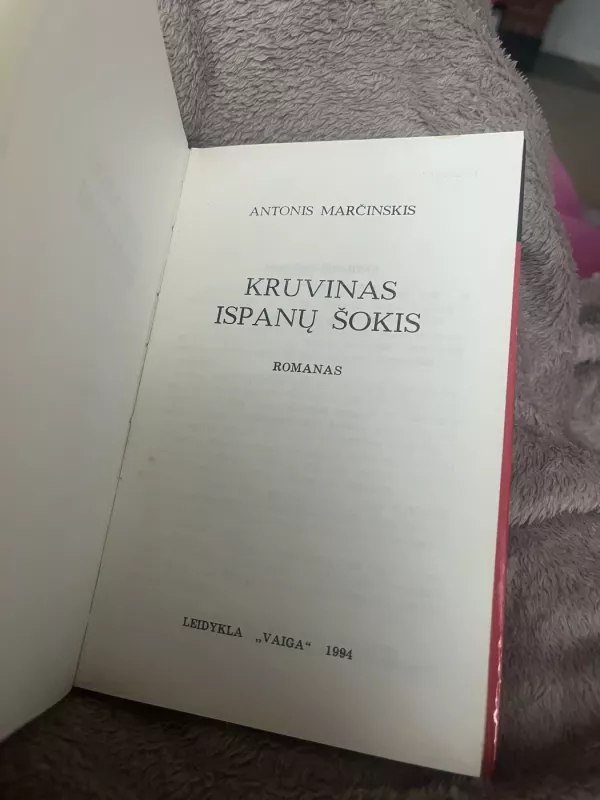 ANTONIS MARČINSKIS
KRUVINAS
ISPANŲ ŠOKIS
ROMANAS
LEIDYKLA „VAIGA“ 1994